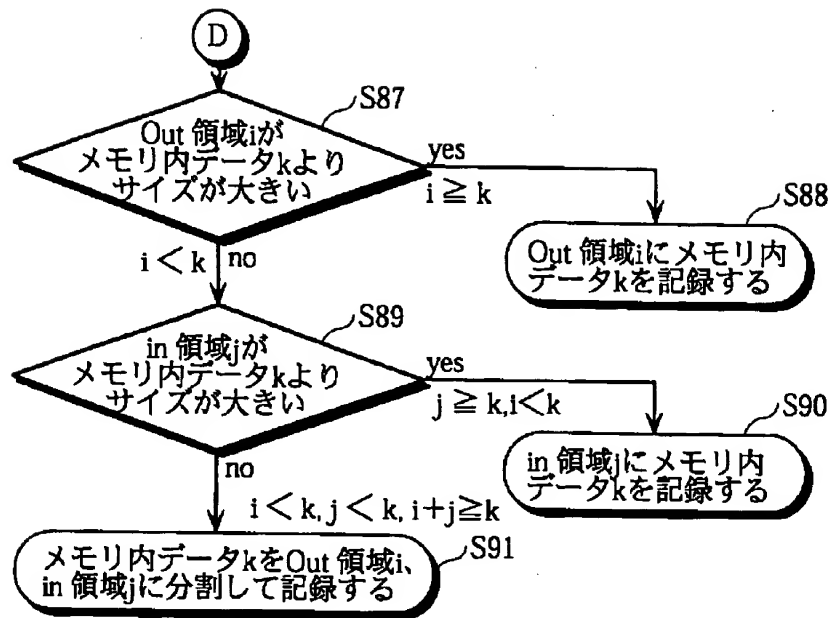 D
S87
Out 領域iが
メモリ内データkより
サイズが大きい
yes
i ≧ k
S88
Out 領域iにメモリ内
データkを記録する
i < k
no
S89
in 領域jが
メモリ内データkより
サイズが大きい
yes
j ≧ k,i<k
S90
in 領域jにメモリ内
データkを記録する
no
i < k, j < k, i+j≧k
S91
メモリ内データkをOut 領域i、
in 領域jに分割して記録する